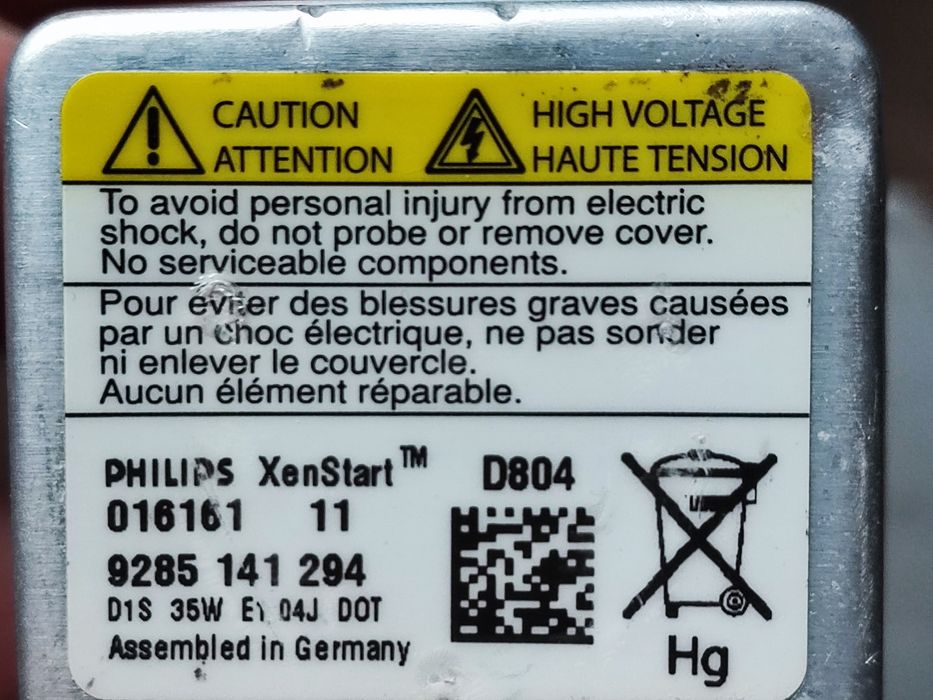 CAUTION
ATTENTION
HIGH VOLTAGE
HAUTE TENSION
To avoid personal injury from electric
shock, do not probe or remove cover.
No serviceable components.
Pour éviter des blessures graves causées
par un choc électrique, ne pas sonder
ni enlever le couvercle.
Aucun élément réparable.
PHILIPS XenStart™ D804
016161 11
9285 141 294
D1S 35W E1 04J DOT
Assembled in Germany
Hg